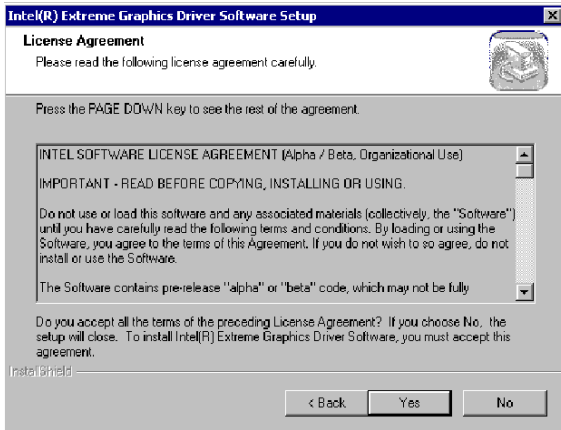 Intel(R) Extreme Graphics Driver Software Setup
License Agreement
Please read the following license agreement carefully.
Press the PAGE DOWN key to see the rest of the agreement.
INTEL SOFTWARE LICENSE AGREEMENT (Alpha / Beta, Organizational Use)
IMPORTANT - READ BEFORE COPYING, INSTALLING OR USING.
Do not use or load this software and any associated materials (collectively, the "Software")
until you have carefully read the following terms and conditions. By loading or using the
Software, you agree to the terms of this Agreement. If you do not wish to so agree, do not
install or use the Software.
The Software contains pre-release "alpha" or "beta" code, which may not be fully
Do you accept all the terms of the preceding License Agreement? If you choose No, the
setup will close. To install Intel(R) Extreme Graphics Driver Software, you must accept this
agreement.
InstallShield
< Back
Yes
No